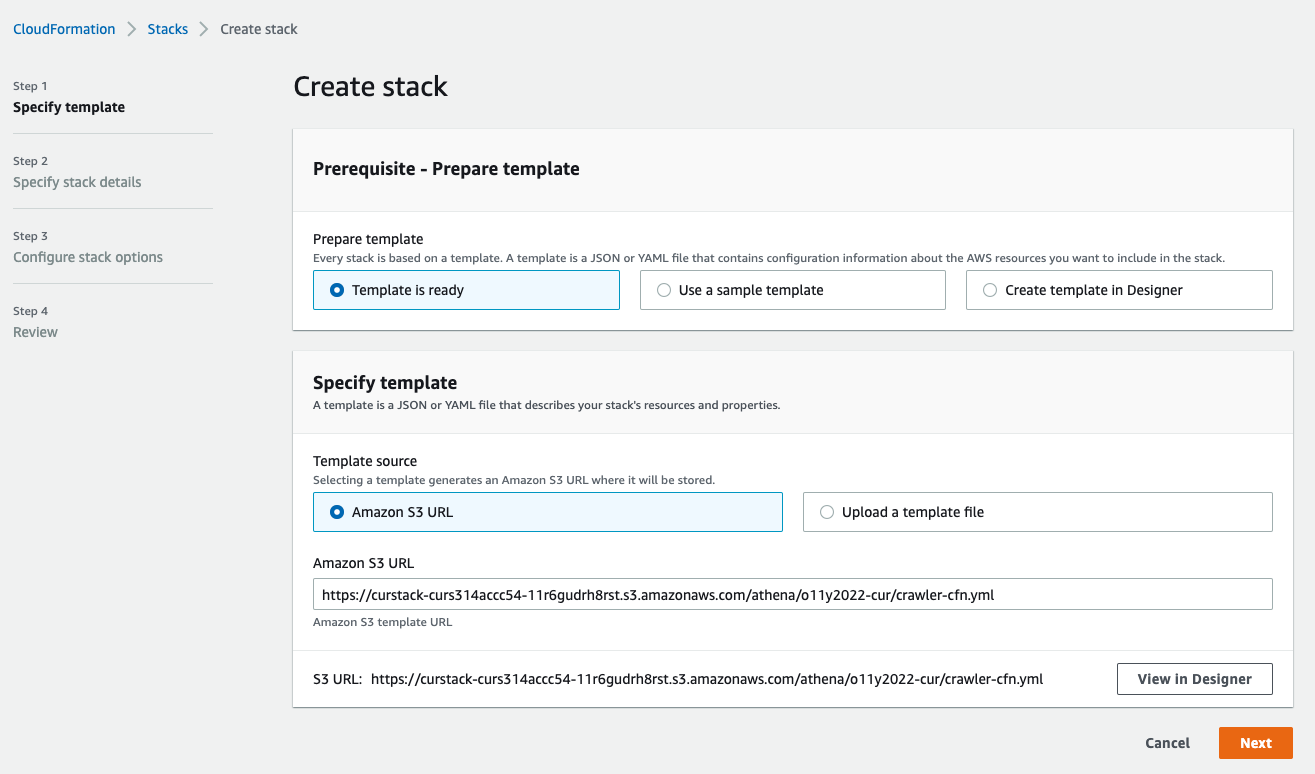 CloudFormation > Stacks > Create stack
Step 1
Specify template
Step 2
Specify stack details
Step 3
Configure stack options
Step 4
Review
Create stack
Prerequisite - Prepare template
Prepare template
Every stack is based on a template. A template is a JSON or YAML file that contains configuration information about the AWS resources you want to include in the stack.
Template is ready
Use a sample template
Create template in Designer
Specify template
A template is a JSON or YAML file that describes your stack's resources and properties.
Template source
Selecting a template generates an Amazon S3 URL where it will be stored.
Amazon S3 URL
Upload a template file
Amazon S3 URL
https://curstack-curs314accc54-11r6gudrh8rst.s3.amazonaws.com/athena/o11y2022-cur/crawler-cfn.yml
Amazon S3 template URL
S3 URL: https://curstack-curs314accc54-11r6gudrh8rst.s3.amazonaws.com/athena/o11y2022-cur/crawler-cfn.yml
View in Designer
Cancel
Next